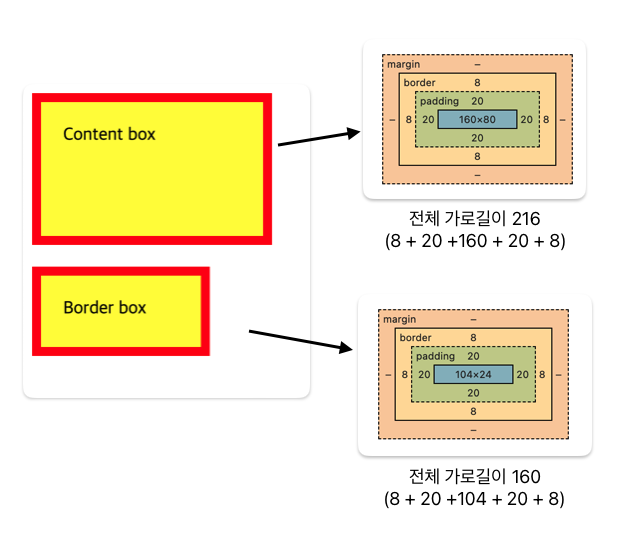 Content box
margin –
border 8
padding 20
– 8 20 160×80 20 8 –
20
8
–
전체 가로길이 216
(8 + 20 +160 + 20 + 8)
Border box
margin –
border 8
padding 20
– 8 20 104×24 20 8 –
20
8
–
전체 가로길이 160
(8 + 20 +104 + 20 + 8)